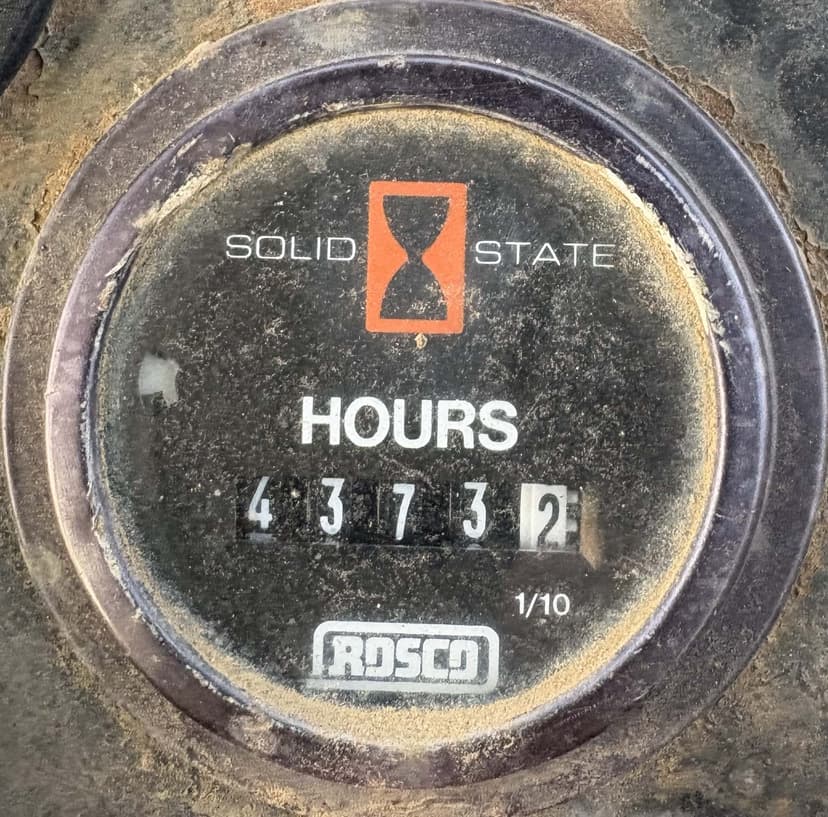 SOLID STATE
HOURS
4 3 7 3 2
1/10
ROSCO